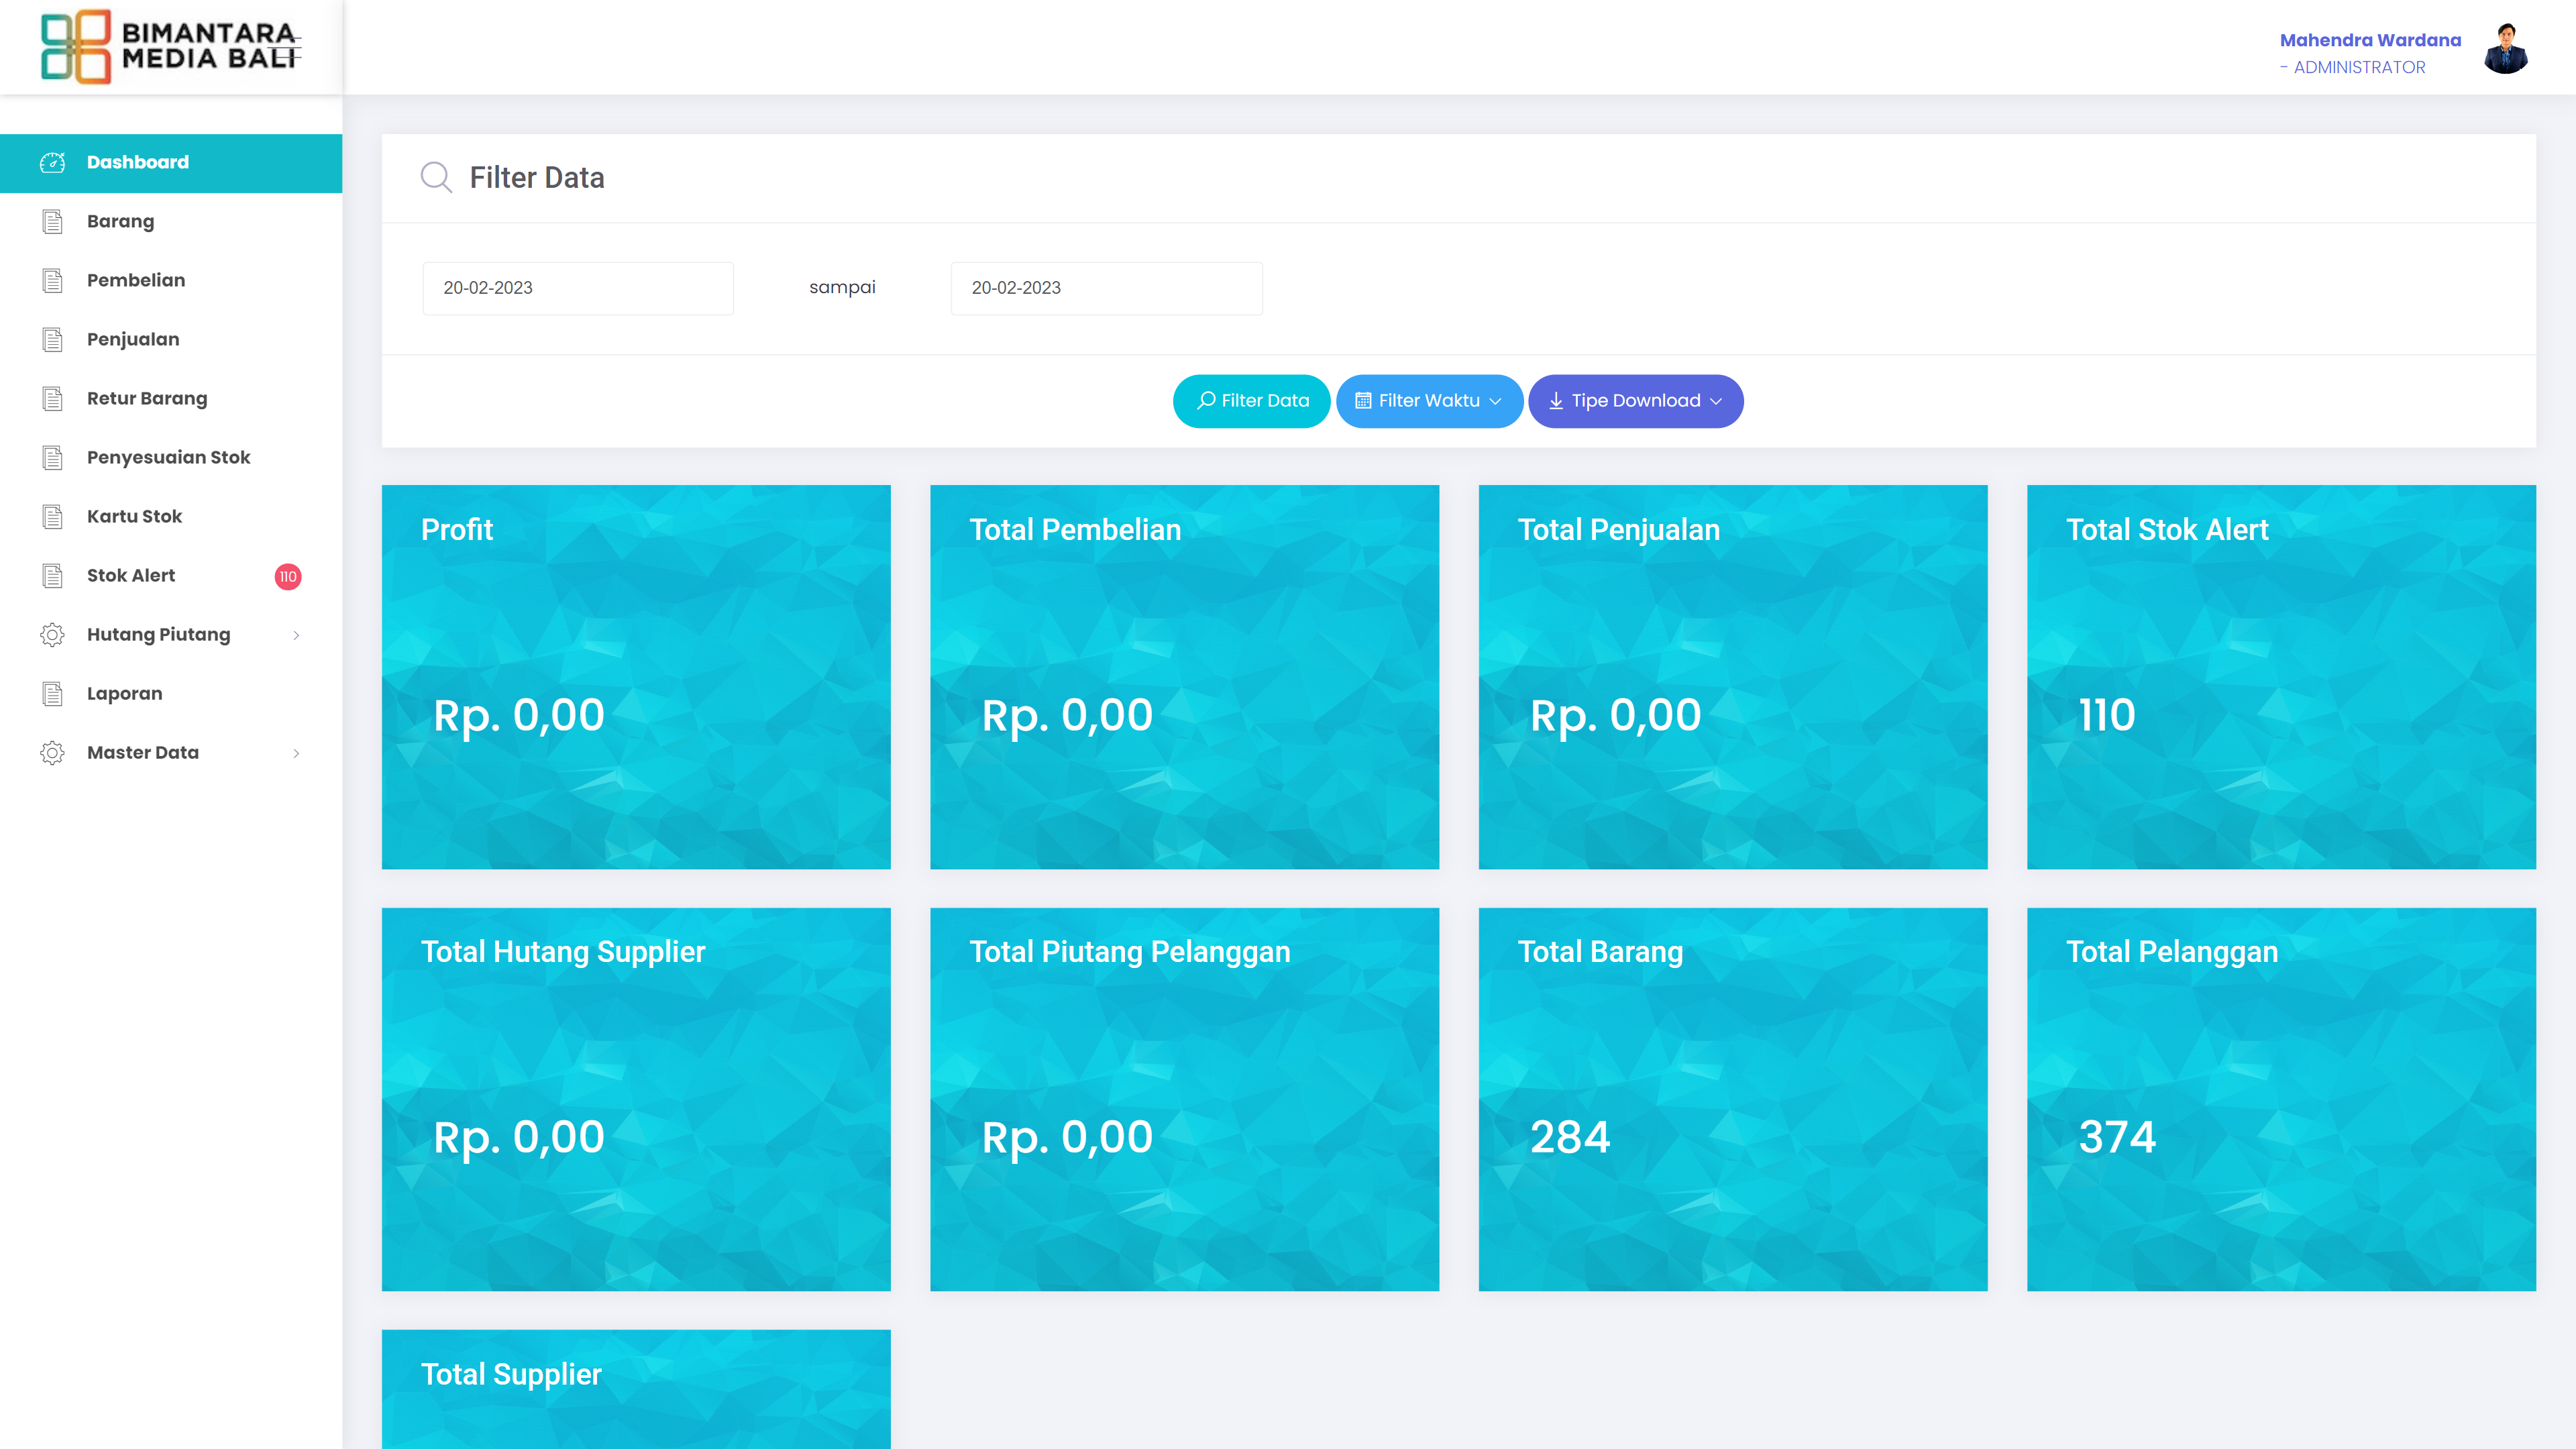 BIMANTARA
MEDIA BALI
Mahendra Wardana
- ADMINISTRATOR
Dashboard
Barang
Pembelian
Penjualan
Retur Barang
Penyesuaian Stok
Kartu Stok
Stok Alert 110
Hutang Piutang
Laporan
Master Data
Filter Data
20-02-2023 sampai 20-02-2023
Filter Data Filter Waktu Tipe Download
Profit
Rp. 0,00
Total Pembelian
Rp. 0,00
Total Penjualan
Rp. 0,00
Total Stok Alert
110
Total Hutang Supplier
Rp. 0,00
Total Piutang Pelanggan
Rp. 0,00
Total Barang
284
Total Pelanggan
374
Total Supplier